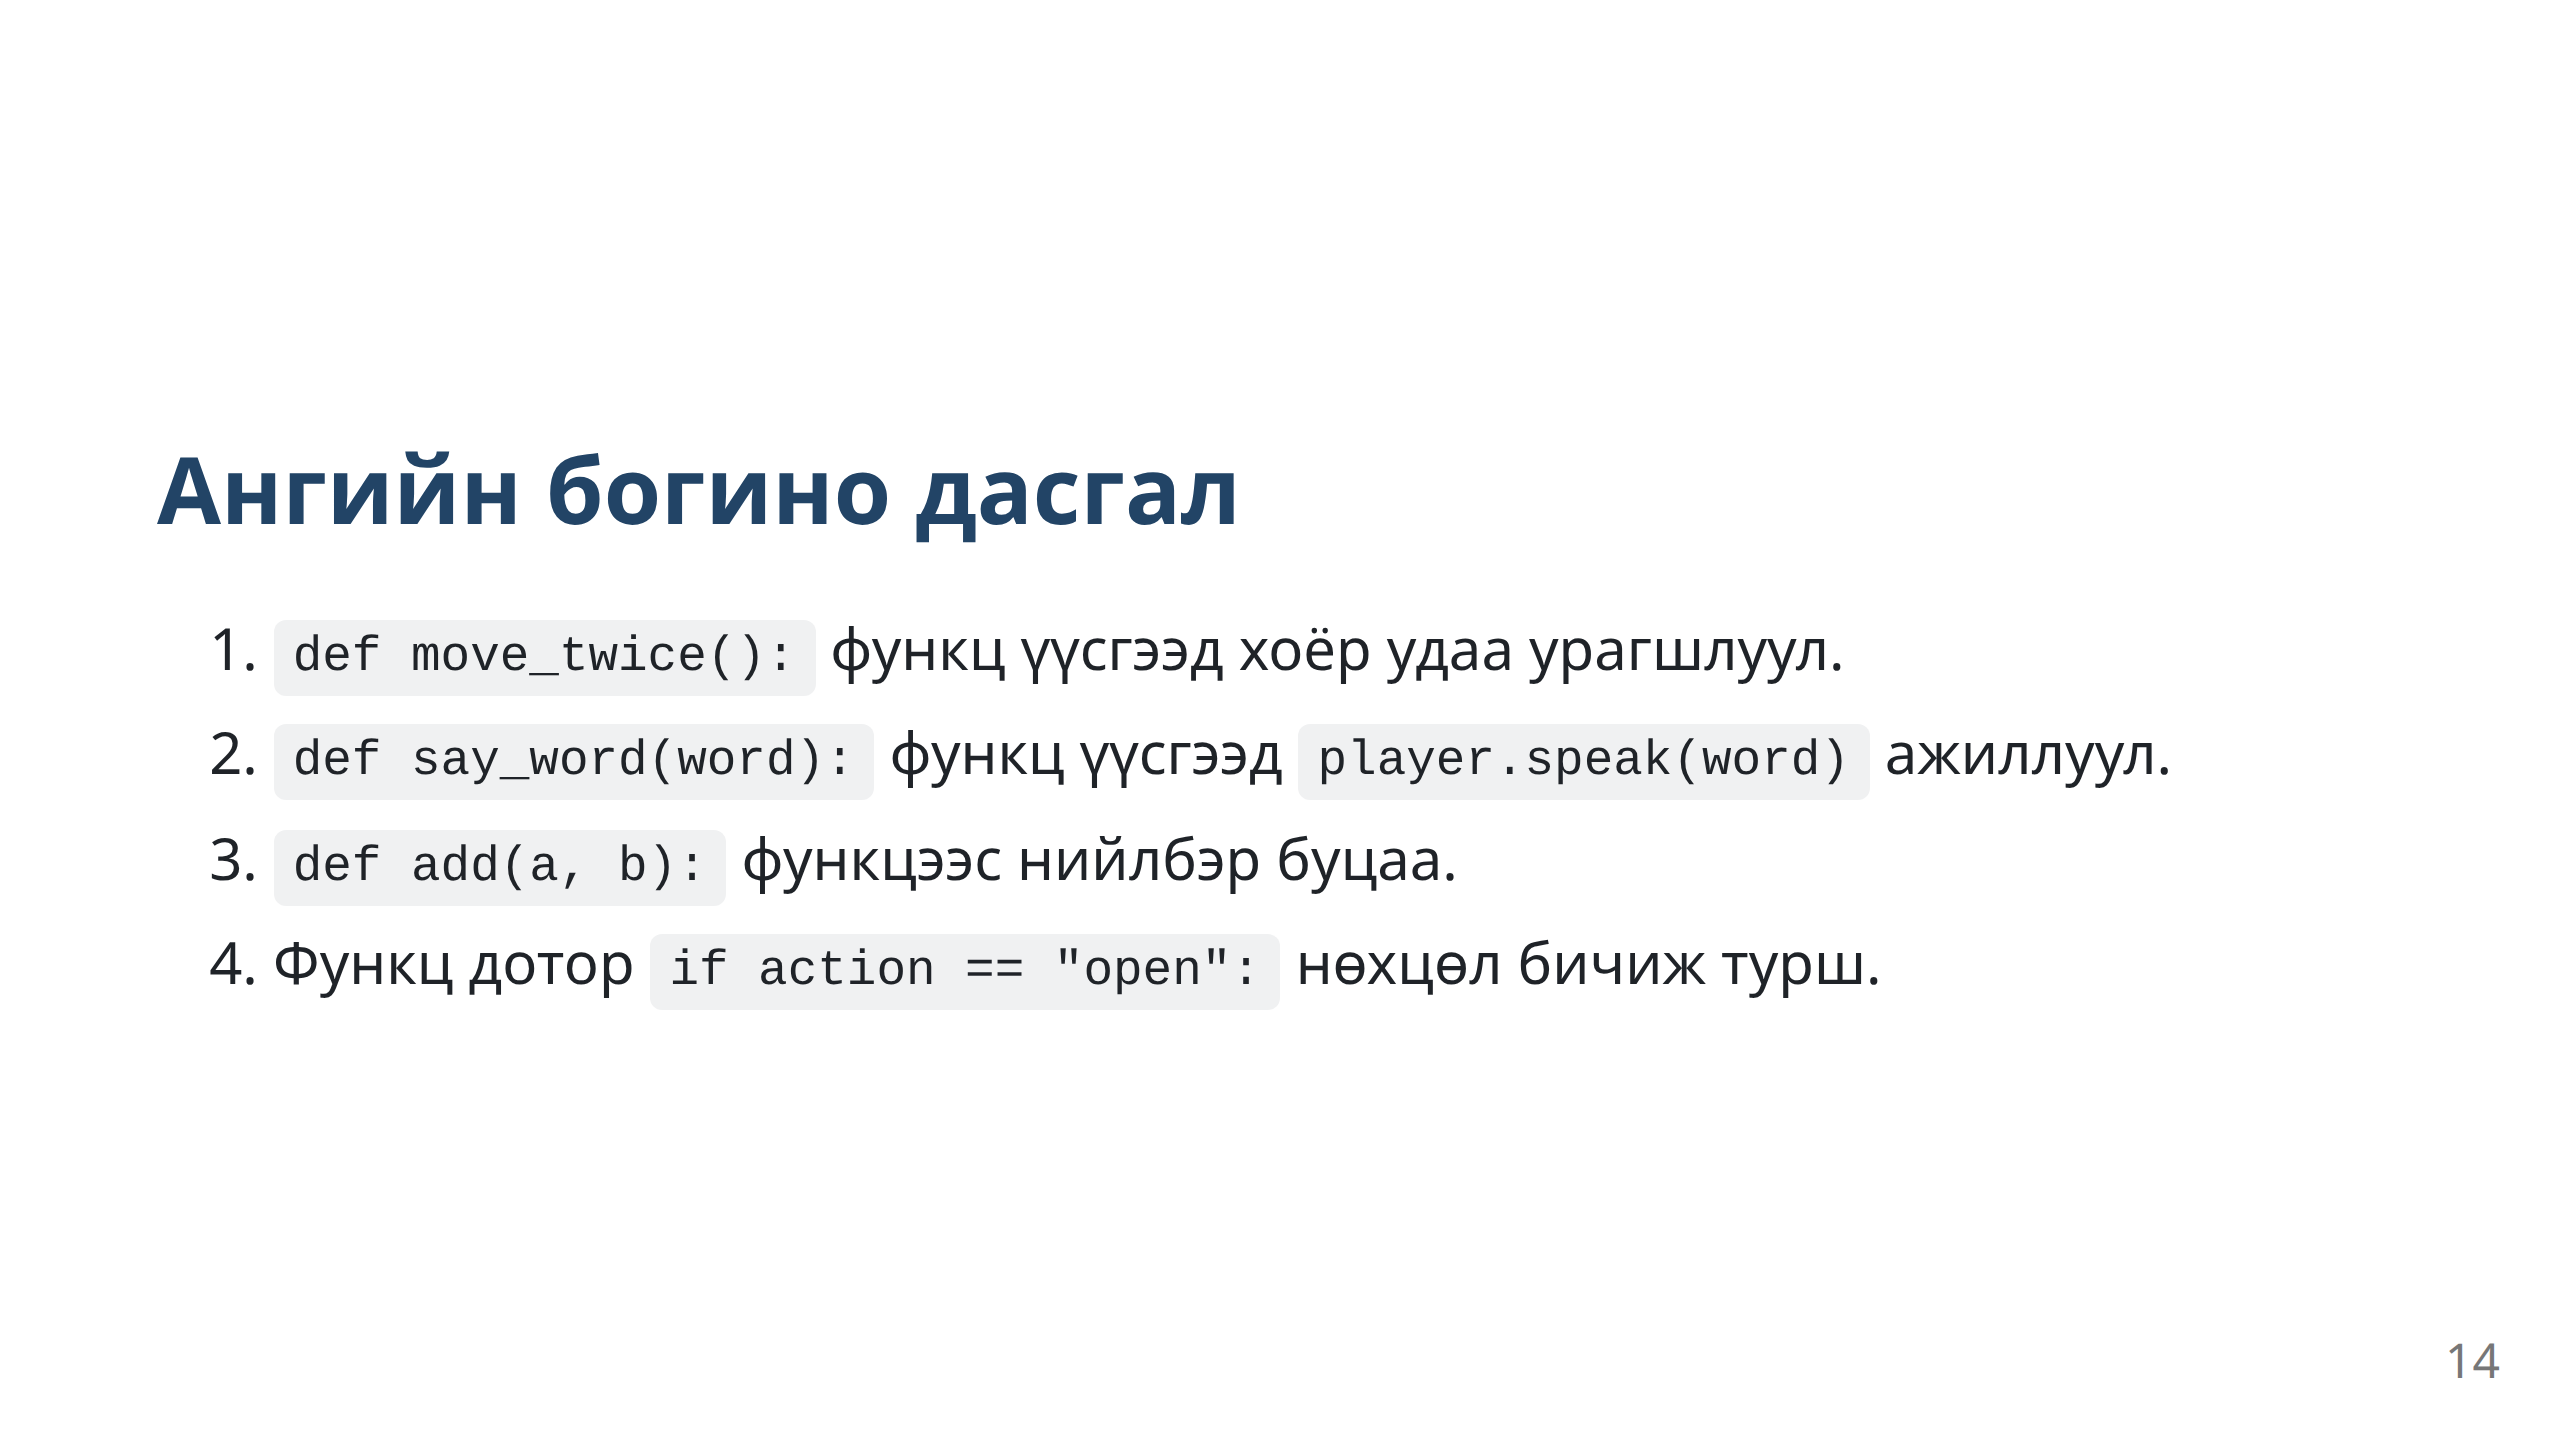 Ангийн богино дасгал
1. def move_twice(): функц үүсгээд хоёр удаа урагшлуул.
2. def say_word(word): функц үүсгээд player.speak(word) ажиллуул.
3. def add(a, b): функцээс нийлбэр буцаа.
4. Функц дотор if action == "open": нөхцөл бичиж турш.
14